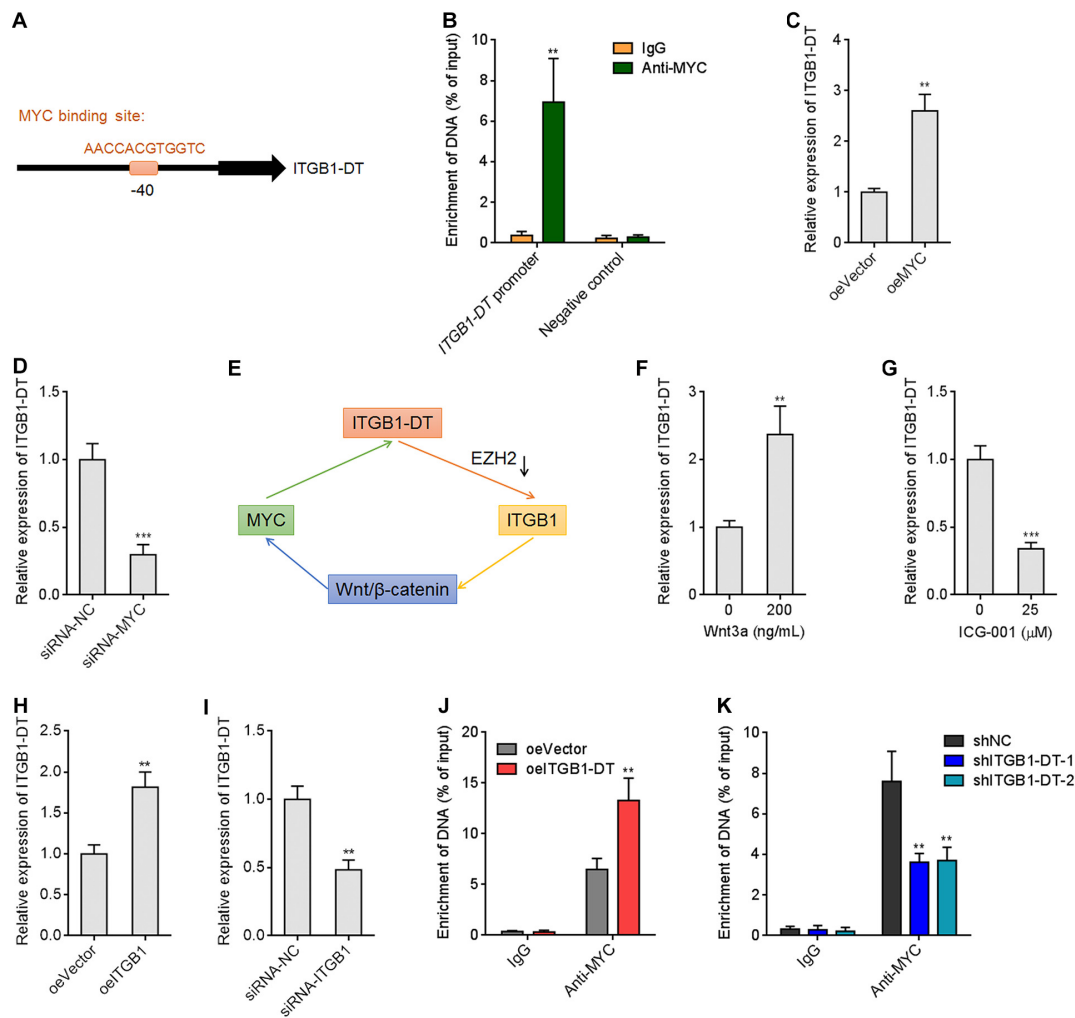 A
MYC binding site:
AACCACGTGGTC
ITGB1-DT
-40
B
Enrichment of DNA (% of input)
10
8
6
4
2
0
**
IgG
Anti-MYC
ITGB1-DT promoter
Negative control
C
Relative expression of ITGB1-DT
4
3
2
1
0
**
oeVector
oeMYC
D
Relative expression of ITGB1-DT
1.5
1.0
0.5
0.0
***
siRNA-NC
siRNA-MYC
E
ITGB1-DT
EZH2
MYC
ITGB1
Wnt/β-catenin
F
Relative expression of ITGB1-DT
3
2
1
0
**
0
200
Wnt3a (ng/mL)
G
Relative expression of ITGB1-DT
1.5
1.0
0.5
0.0
***
0
25
ICG-001 (μM)
H
Relative expression of ITGB1-DT
2.5
2.0
1.5
1.0
0.5
0.0
**
oeVector
oeITGB1
I
Relative expression of ITGB1-DT
1.5
1.0
0.5
0.0
**
siRNA-NC
siRNA-ITGB1
J
Enrichment of DNA (% of input)
20
15
10
5
0
oeVector
oeITGB1-DT
**
IgG
Anti-MYC
K
Enrichment of DNA (% of input)
10
8
6
4
2
0
shNC
shITGB1-DT-1
shITGB1-DT-2
**
**
IgG
Anti-MYC